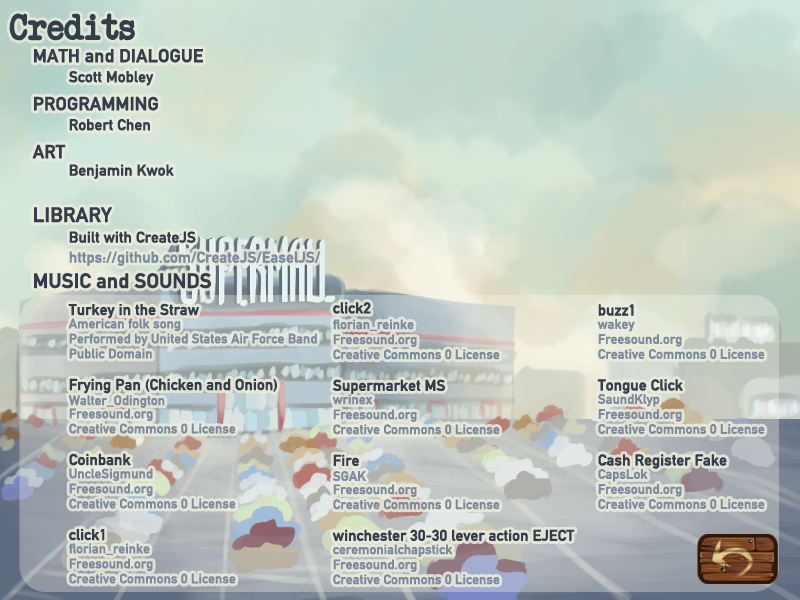 Credits
MATH and DIALOGUE
Scott Mobley
PROGRAMMING
Robert Chen
ART
Benjamin Kwok
LIBRARY
Built with CreateJS
https://github.com/CreateJS/EaselJS/
SUPERMALL
MUSIC and SOUNDS
Turkey in the Straw
American folk song
Performed by United States Air Force Band
Public Domain
Frying Pan (Chicken and Onion)
Walter_Odington
Freesound.org
Creative Commons 0 License
Coinbank
UncleSigmund
Freesound.org
Creative Commons 0 License
click1
florian_reinke
Freesound.org
Creative Commons 0 License
click2
florian_reinke
Freesound.org
Creative Commons 0 License
Supermarket MS
wrinex
Freesound.org
Creative Commons 0 License
Fire
SGAK
Freesound.org
Creative Commons 0 License
winchester 30-30 lever action EJECT
ceremonialchapstick
Freesound.org
Creative Commons 0 License
buzz1
wakey
Freesound.org
Creative Commons 0 License
Tongue Click
SaundKlyp
Freesound.org
Creative Commons 0 License
Cash Register Fake
CapsLok
Freesound.org
Creative Commons 0 License